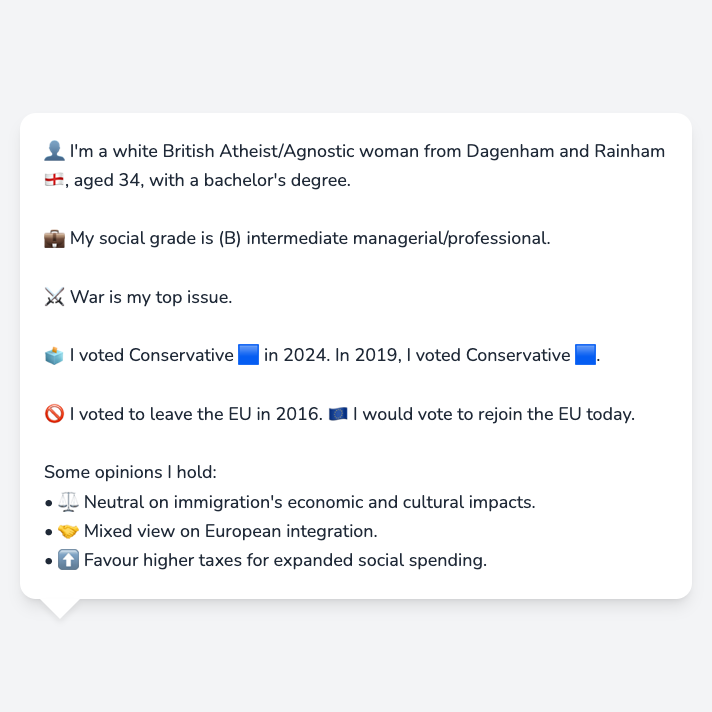 👤 I'm a white British Atheist/Agnostic woman from Dagenham and Rainham
🏴󠁧󠁢󠁥󠁮󠁧󠁿, aged 34, with a bachelor's degree.
💼 My social grade is (B) intermediate managerial/professional.
⚔️ War is my top issue.
🗳️ I voted Conservative 🟦 in 2024. In 2019, I voted Conservative 🟦.
🚫 I voted to leave the EU in 2016. 🇪🇺 I would vote to rejoin the EU today.
Some opinions I hold:
• ⚖️ Neutral on immigration's economic and cultural impacts.
• 🤝 Mixed view on European integration.
• ⬆️ Favour higher taxes for expanded social spending.